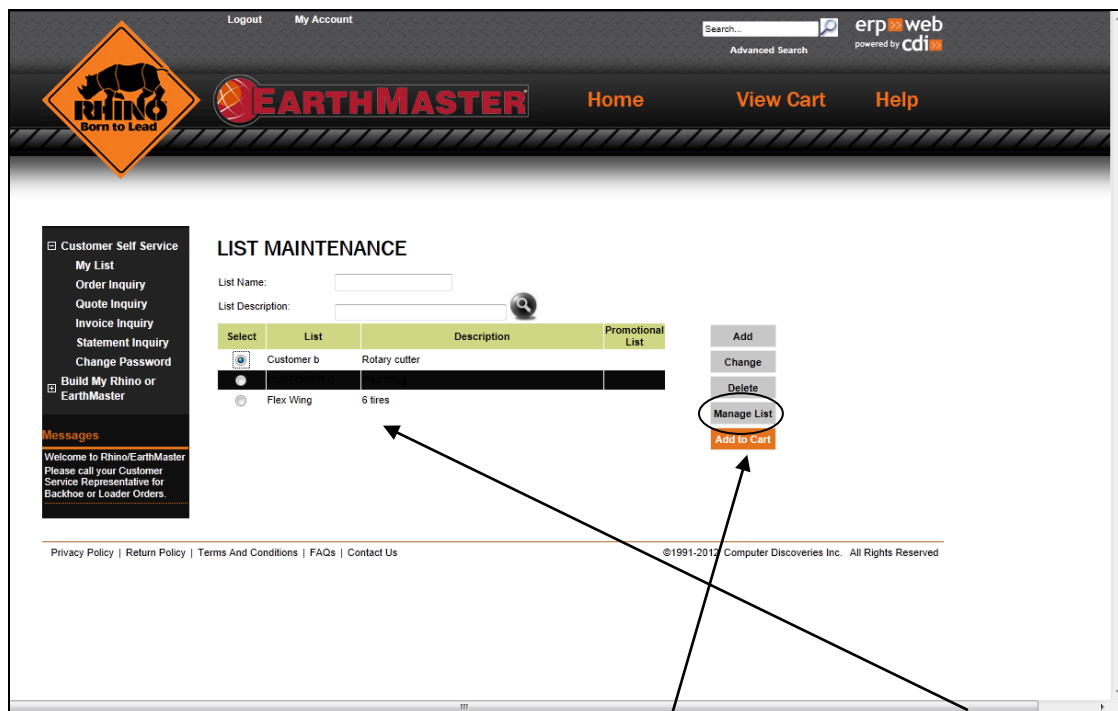 Logout My Account
Search...
Advanced Search
erp web
powered by cdi
RHINO
Born to Lead
EARTHMASTER
Home View Cart Help
Customer Self Service
My List
Order Inquiry
Quote Inquiry
Invoice Inquiry
Statement Inquiry
Change Password
Build My Rhino or
EarthMaster
Messages
Welcome to Rhino/EarthMaster
Please call your Customer
Service Representative for
Backhoe or Loader Orders.
LIST MAINTENANCE
List Name:
List Description:
Select List Description Promotional List
Customer b Rotary cutter
Flex Wing 6 tires
Add
Change
Delete
Manage List
Add to Cart
Privacy Policy | Return Policy | Terms And Conditions | FAQs | Contact Us
©1991-2012 Computer Discoveries Inc. All Rights Reserved